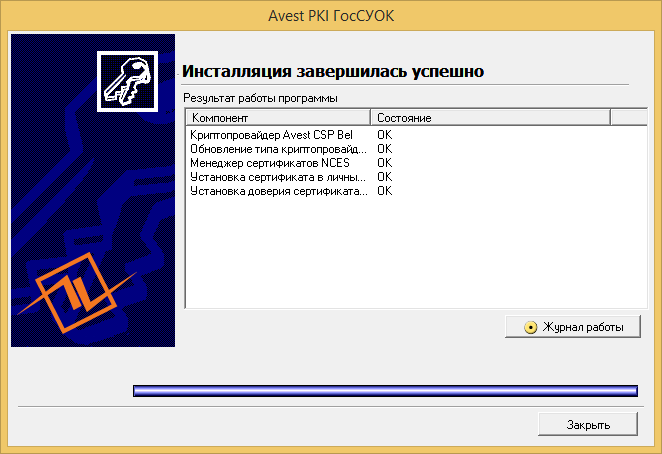 Avest PKI ГосСУОК
Инсталляция завершилась успешно
Результат работы программы
Компонент Состояние
Криптопровайдер Avest CSP Bel OK
Обновление типа криптопровайд... OK
Менеджер сертификатов NCES OK
Установка сертификата в личны... OK
Установка доверия сертификата... OK
Журнал работы
Закрыть